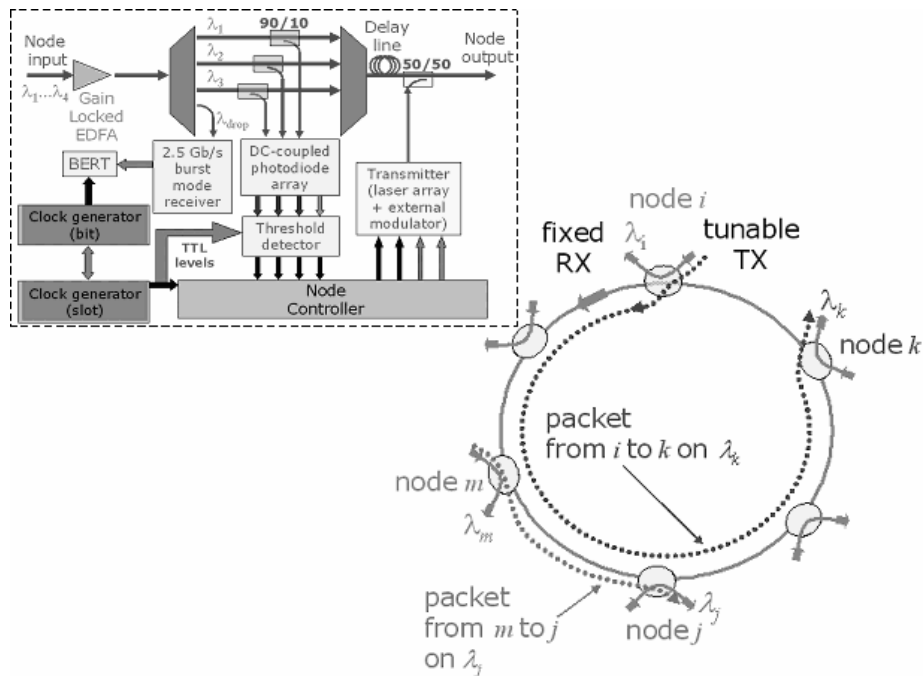 λ1
90/10
Delay
line
Node
output
Node
input
λ2
50/50
λ1...λ4
λ3
Gain
Locked
EDFA
λdrop
BERT
2.5 Gb/s
burst
mode
receiver
DC-coupled
photodiode
array
Transmitter
(laser array
+ external
modulator)
Clock generator
(bit)
Threshold
detector
TTL
levels
Clock generator
(slot)
Node
Controller
node i
λi
fixed
RX
tunable
TX
λk
node k
packet
from i to k on λk
node m
λm
packet
from m to j
on λj
λj
node j